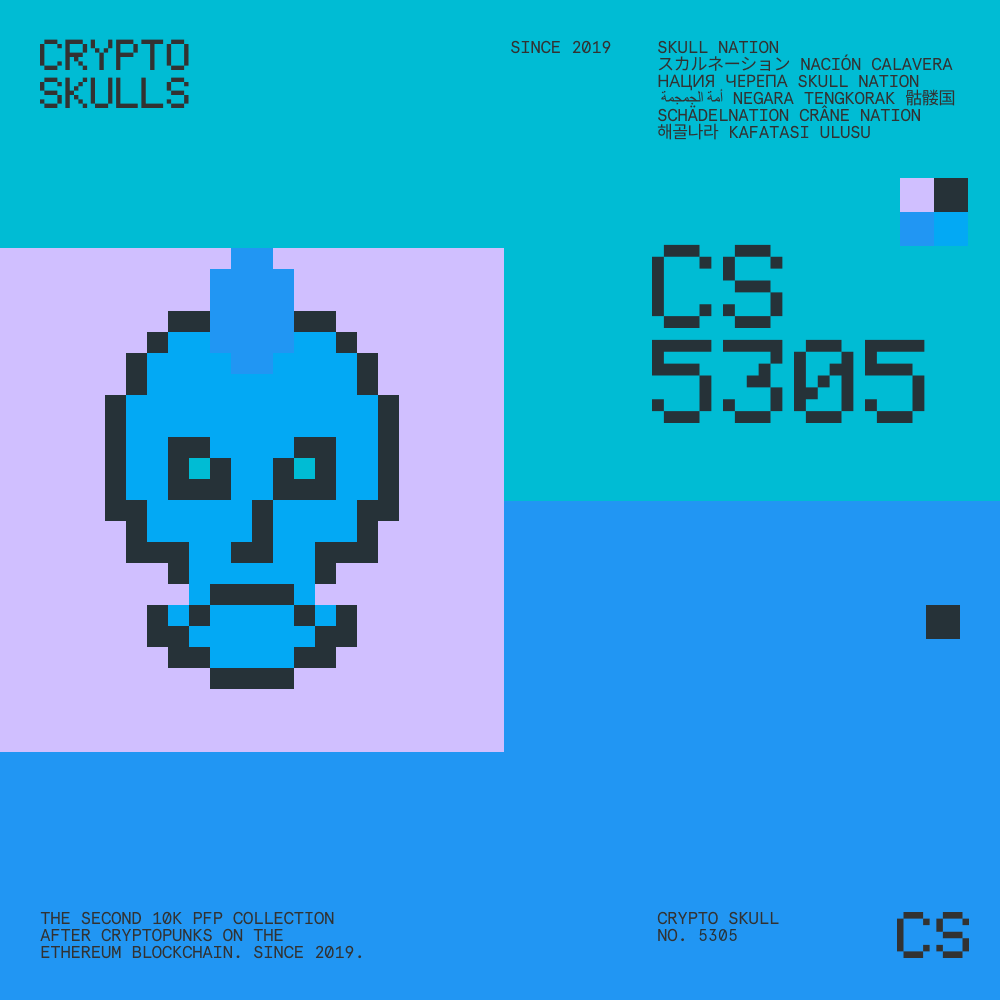 CRYPTO
SKULLS
SINCE 2019
SKULL NATION
スカルネーション NACIÓN CALAVERA
НАЦИЯ ЧЕРЕПА SKULL NATION
أمة الجمجمة NEGARA TENGKORAK 骷髅国
SCHÄDELNATION CRÂNE NATION
해골나라 KAFATASI ULUSU
CS
5305
THE SECOND 10K PFP COLLECTION
AFTER CRYPTOPUNKS ON THE
ETHEREUM BLOCKCHAIN. SINCE 2019.
CRYPTO SKULL
NO. 5305
CS